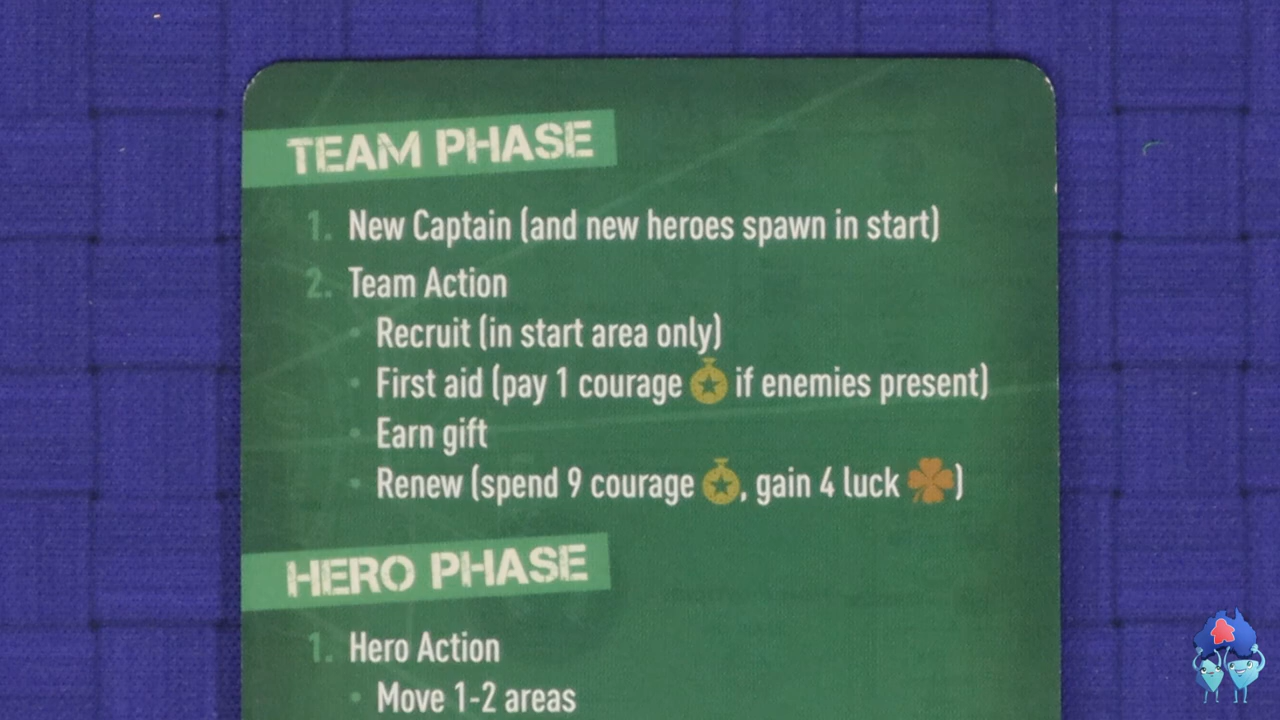 TEAM PHASE
1. New Captain (and new heroes spawn in start)
2. Team Action
• Recruit (in start area only)
• First aid (pay 1 courage if enemies present)
• Earn gift
• Renew (spend 9 courage , gain 4 luck )
HERO PHASE
1. Hero Action
• Move 1-2 areas